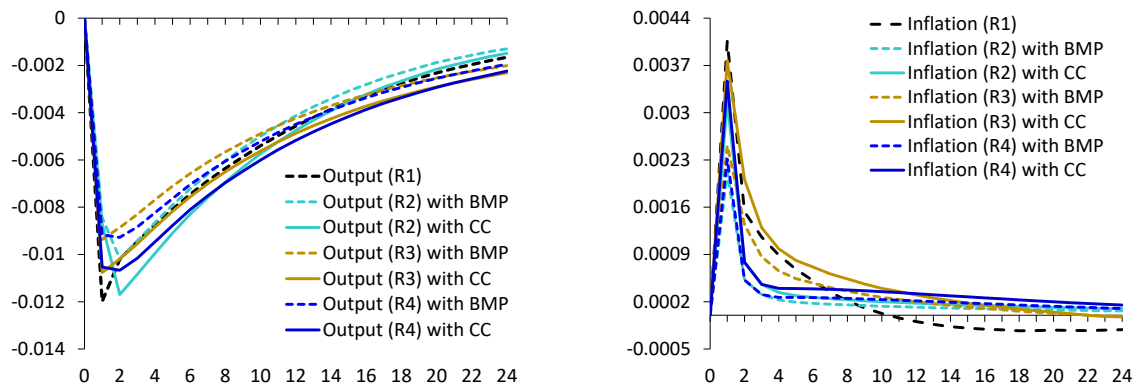 0
-0.002
-0.004
-0.006
-0.008
-0.01
-0.012
-0.014
0 2 4 6 8 10 12 14 16 18 20 22 24
Output (R1)
Output (R2) with BMP
Output (R2) with CC
Output (R3) with BMP
Output (R3) with CC
Output (R4) with BMP
Output (R4) with CC
0.0044
0.0037
0.003
0.0023
0.0016
0.0009
0.0002
-0.0005
0 2 4 6 8 10 12 14 16 18 20 22 24
Inflation (R1)
Inflation (R2) with BMP
Inflation (R2) with CC
Inflation (R3) with BMP
Inflation (R3) with CC
Inflation (R4) with BMP
Inflation (R4) with CC